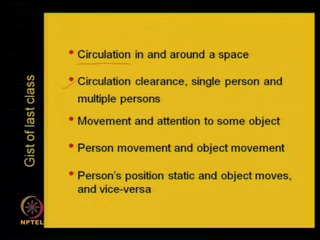 Gist of last class
• Circulation in and around a space
• Circulation clearance, single person and
multiple persons
• Movement and attention to some object
• Person movement and object movement
• Person's position static and object moves,
and vice-versa
NPTEL